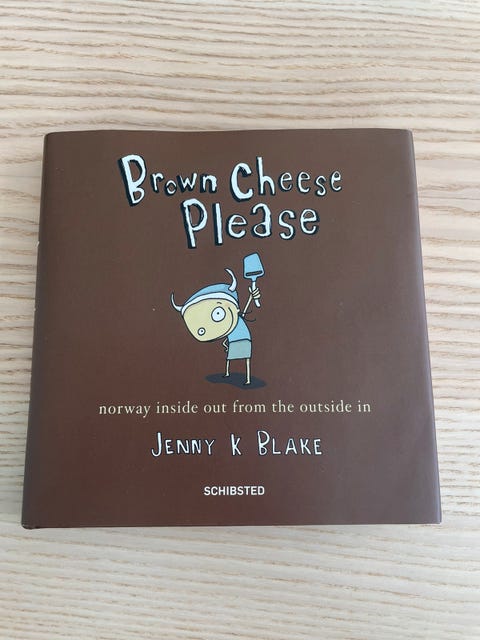 Brown Cheese
Please
norway inside out from the outside in
JENNY K BLAKE
SCHIBSTED